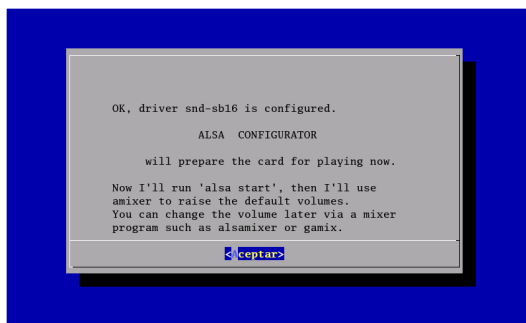 OK, driver snd-sb16 is configured.
ALSA CONFIGURATOR
will prepare the card for playing now.
Now I'll run 'alsa start', then I'll use
amixer to raise the default volumes.
You can change the volume later via a mixer
program such as alsamixer or gamix.
<Aceptar>